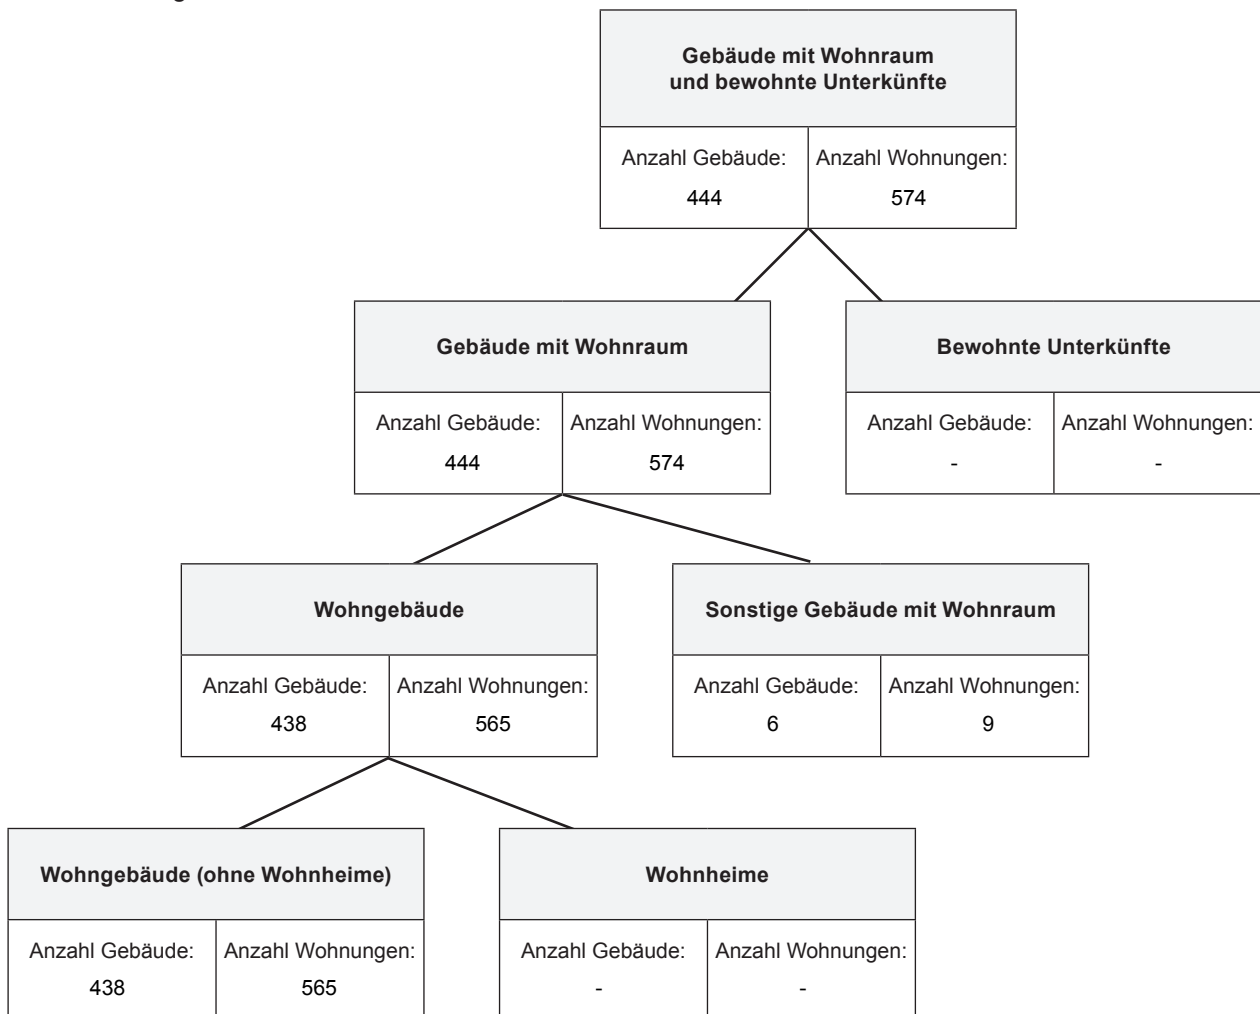 Gebäude mit Wohnraum
und bewohnte Unterkünfte
Anzahl Gebäude: Anzahl Wohnungen:
444 574
Gebäude mit Wohnraum
Anzahl Gebäude: Anzahl Wohnungen:
444 574
Bewohnte Unterkünfte
Anzahl Gebäude: Anzahl Wohnungen:
- -
Wohngebäude
Anzahl Gebäude: Anzahl Wohnungen:
438 565
Sonstige Gebäude mit Wohnraum
Anzahl Gebäude: Anzahl Wohnungen:
6 9
Wohngebäude (ohne Wohnheime)
Anzahl Gebäude: Anzahl Wohnungen:
438 565
Wohnheime
Anzahl Gebäude: Anzahl Wohnungen:
- -